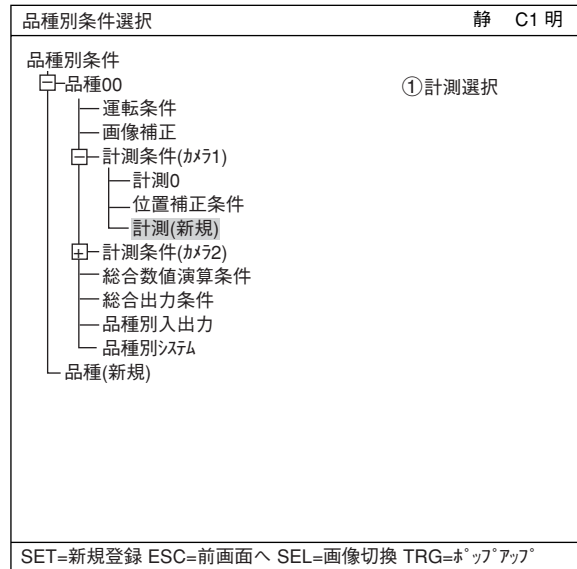 品種別条件選択 静 C1 明
品種別条件
品種00 ①計測選択
運転条件
画像補正
計測条件(ｶﾒﾗ1)
計測0
位置補正条件
計測(新規)
計測条件(ｶﾒﾗ2)
総合数値演算条件
総合出力条件
品種別入出力
品種別ｼｽﾃﾑ
品種(新規)
SET=新規登録 ESC=前画面へ SEL=画像切換 TRG=ﾎﾟｯﾌﾟｱｯﾌﾟ